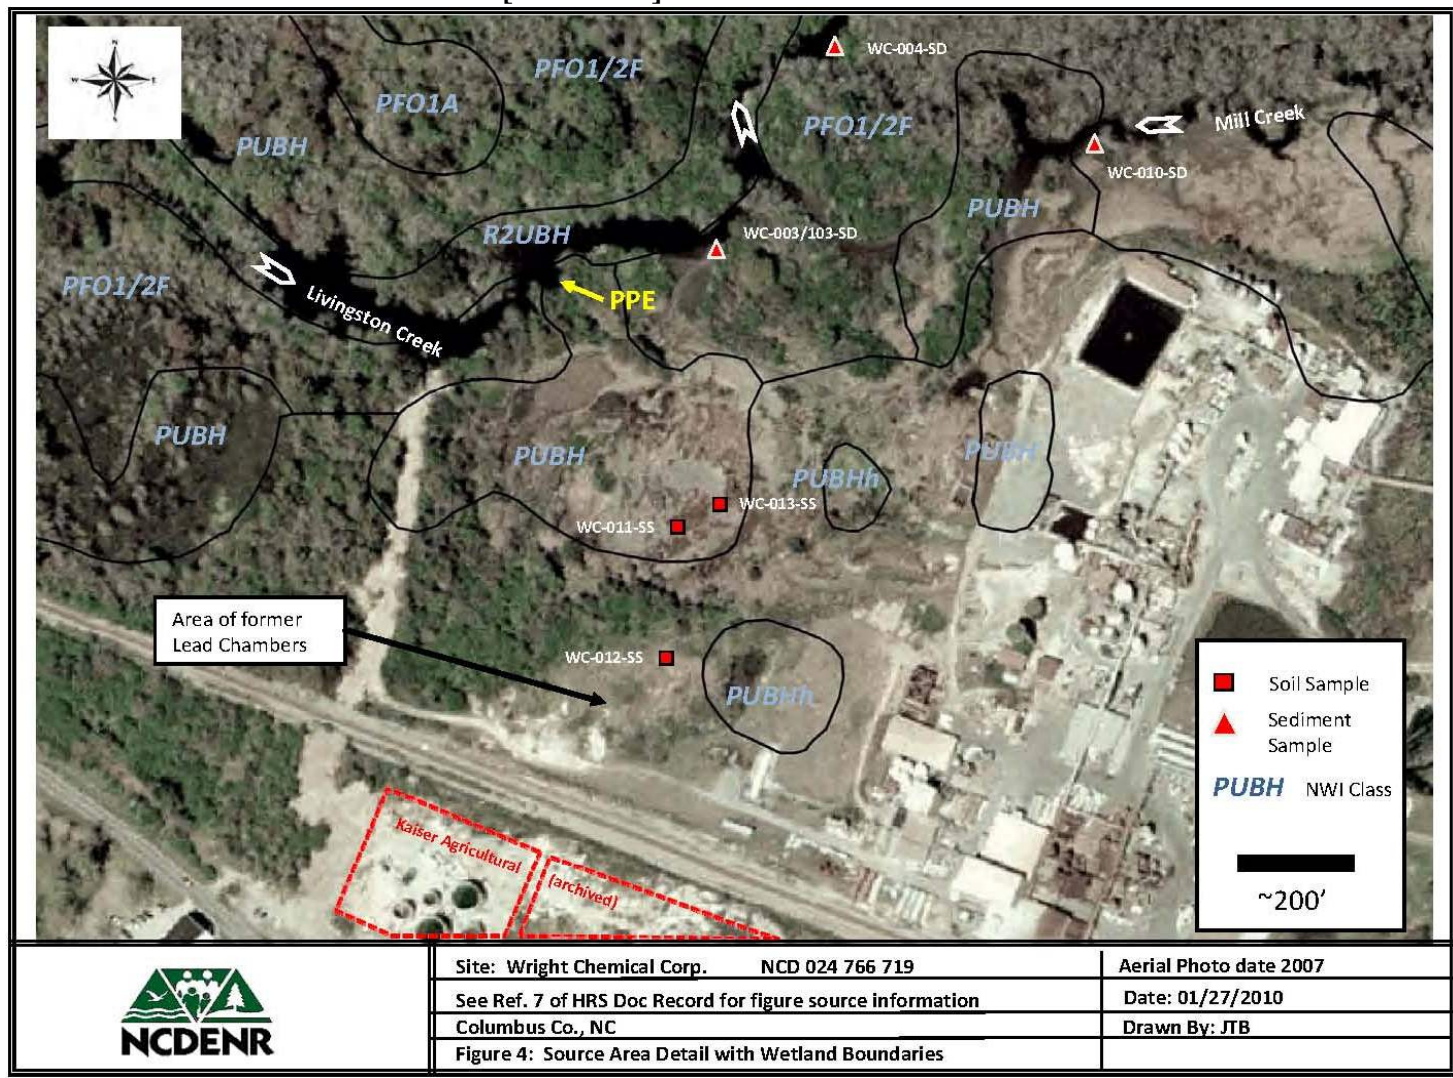 N
W
E
S
WC-004-SD
PFO1/2F
PFO1A
PFO1/2F
Mill Creek
PUBH
WC-010-SD
PUBH
R2UBH
WC-003/103-SD
PFO1/2F
Livingston Creek
PPE
PUBH
PUBH
PUBHh
PUBH
WC-013-SS
WC-011-SS
Area of former
Lead Chambers
WC-012-SS
PUBHh
Soil Sample
Sediment
Sample
PUBH NWI Class
~200'
Kaiser Agricultural
(archived)
NCDENR
Site: Wright Chemical Corp. NCD 024 766 719
Aerial Photo date 2007
See Ref. 7 of HRS Doc Record for figure source information
Date: 01/27/2010
Columbus Co., NC
Drawn By: JTB
Figure 4: Source Area Detail with Wetland Boundaries